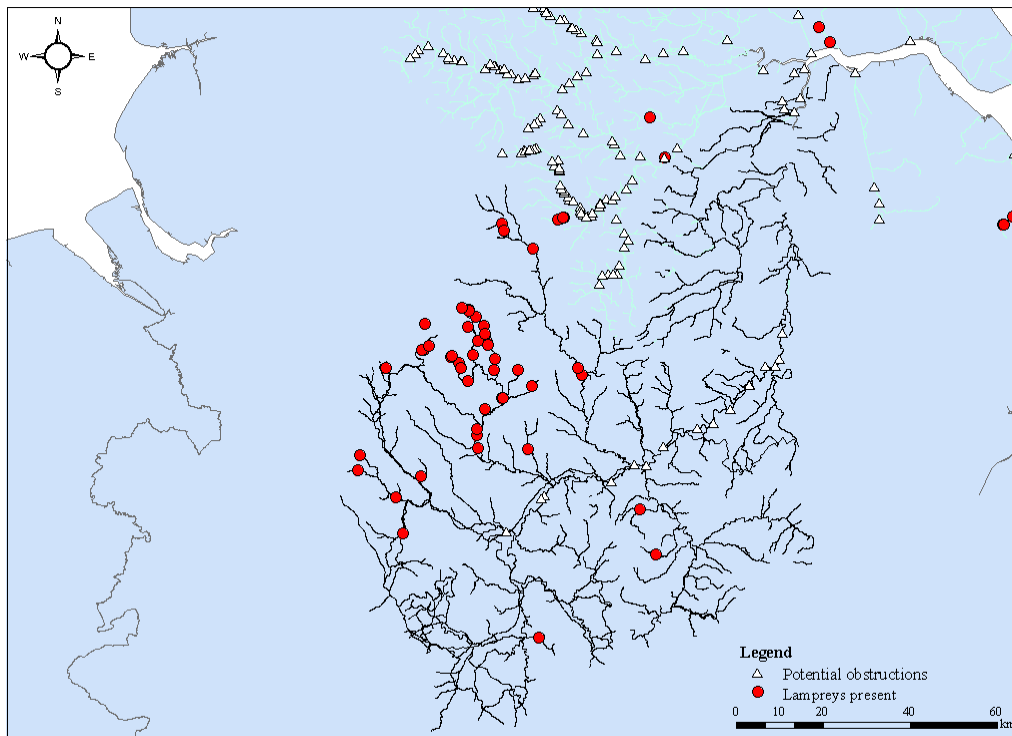 N
W E
S
Legend
Potential obstructions
Lampreys present
0 10 20 40 60
km